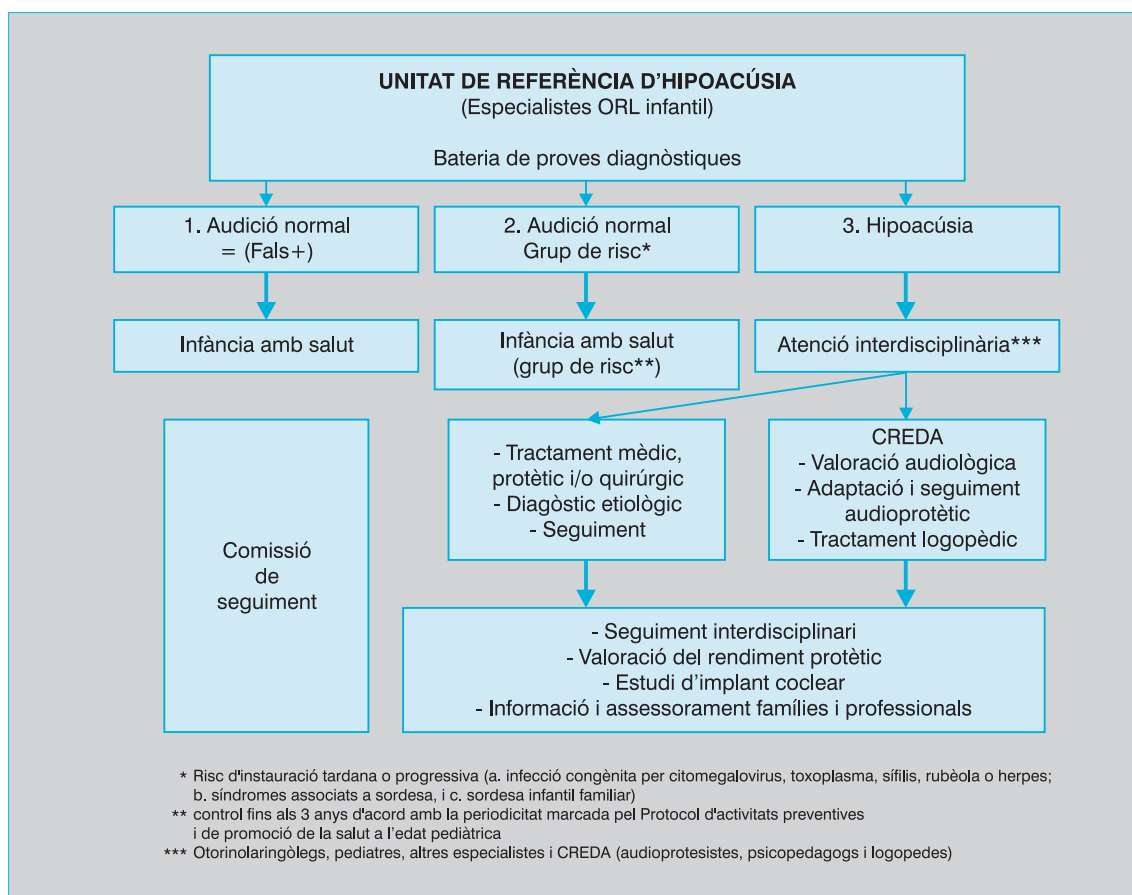 UNITAT DE REFERÈNCIA D'HIPOACÚSIA
(Especialistes ORL infantil)
Bateria de proves diagnòstiques
1. Audició normal
= (Fals+)
2. Audició normal
Grup de risc*
3. Hipoacúsia
Infància amb salut
Infància amb salut
(grup de risc**)
Atenció interdisciplinària***
Comissió
de
seguiment
- Tractament mèdic,
protètic i/o quirúrgic
- Diagòstic etiològic
- Seguiment
CREDA
- Valoració audiològica
- Adaptació i seguiment
audioprotètic
- Tractament logopèdic
- Seguiment interdisciplinari
- Valoració del rendiment protètic
- Estudi d'implant coclear
- Informació i assessorament famílies i professionals
* Risc d'instauració tardana o progressiva (a. infecció congènita per citomegalovirus, toxoplasma, sífilis, rubèola o herpes;
b. síndromes associats a sordesa, i c. sordesa infantil familiar)
** control fins als 3 anys d'acord amb la periodicitat marcada pel Protocol d'activitats preventives
i de promoció de la salut a l'edat pediàtrica
*** Otorinolaringòlegs, pediatres, altres especialistes i CREDA (audioprotesistes, psicopedagogs i logopedes)